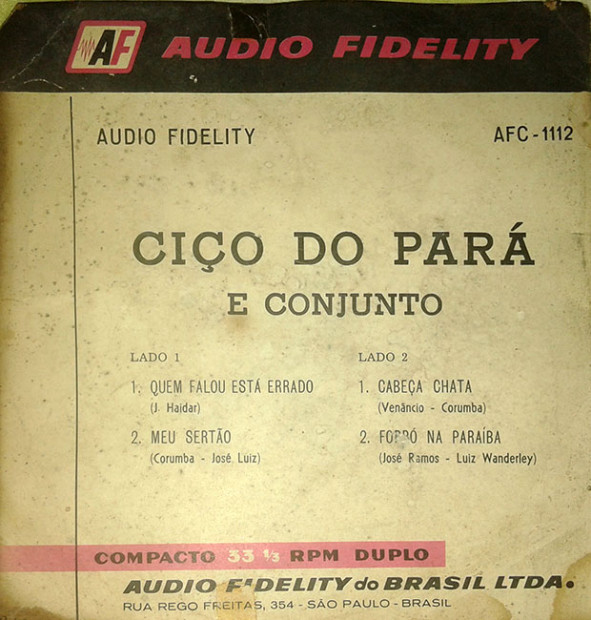 AF AUDIO FIDELITY
AUDIO FIDELITY AFC-1112
CIÇO DO PARÁ
E CONJUNTO
LADO 1
1. QUEM FALOU ESTÁ ERRADO
(J. Haidar)
2. MEU SERTÃO
(Corumba - José Luiz)
LADO 2
1. CABEÇA CHATA
(Venâncio - Corumba)
2. FORRÓ NA PARAÍBA
(José Ramos - Luiz Wanderley)
COMPACTO 33 1/3 RPM DUPLO
AUDIO FIDELITY do BRASIL LTDA.
RUA REGO FREITAS, 354 - SÃO PAULO - BRASIL